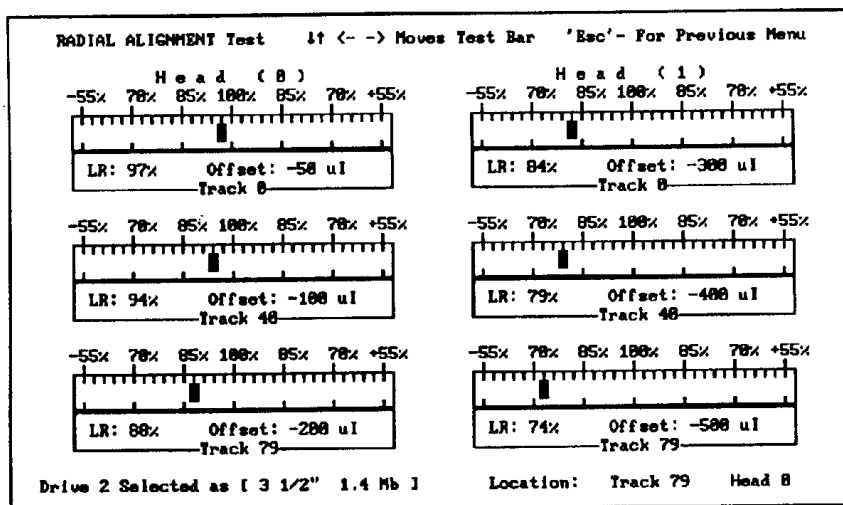 RADIAL ALIGNMENT Test ↓↑ <- -> Moves Test Bar 'Esc'- For Previous Menu
Head (0) Head (1)
-55% 70% 85% 100% 85% 70% +55% -55% 70% 85% 100% 85% 70% +55%
LR: 97% Offset: -50 uI LR: 84% Offset: -300 uI
Track 0 Track 0
-55% 70% 85% 100% 85% 70% +55% -55% 70% 85% 100% 85% 70% +55%
LR: 94% Offset: -100 uI LR: 79% Offset: -400 uI
Track 40 Track 40
-55% 70% 85% 100% 85% 70% +55% -55% 70% 85% 100% 85% 70% +55%
LR: 88% Offset: -200 uI LR: 74% Offset: -500 uI
Track 79 Track 79
Drive 2 Selected as [ 3 1/2" 1.4 Mb ] Location: Track 79 Head 0